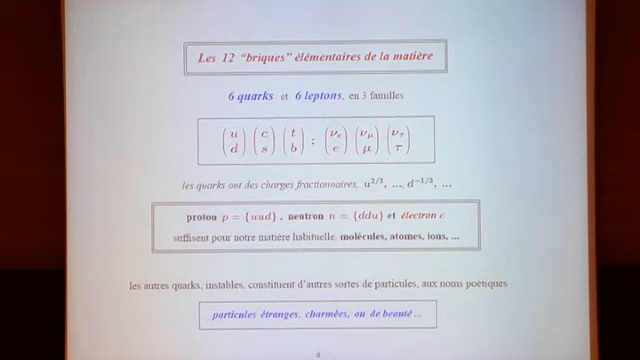 Les 12 “briques” élémentaires de la matière
6 quarks et 6 leptons, en 3 familles
(u d) (c s) (t b) ; (ν_e e) (ν_μ μ) (ν_τ τ)
les quarks ont des charges fractionnaires, u^{2/3}, ..., d^{-1/3}, ...
proton p = {uud} , neutron n = {ddu} et électron e
suffisent pour notre matière habituelle, molécules, atomes, ions, ...
les autres quarks, instables, constituent d'autres sortes de particules, aux noms poétiques
particules étranges, charmées, ou de beauté ...
6